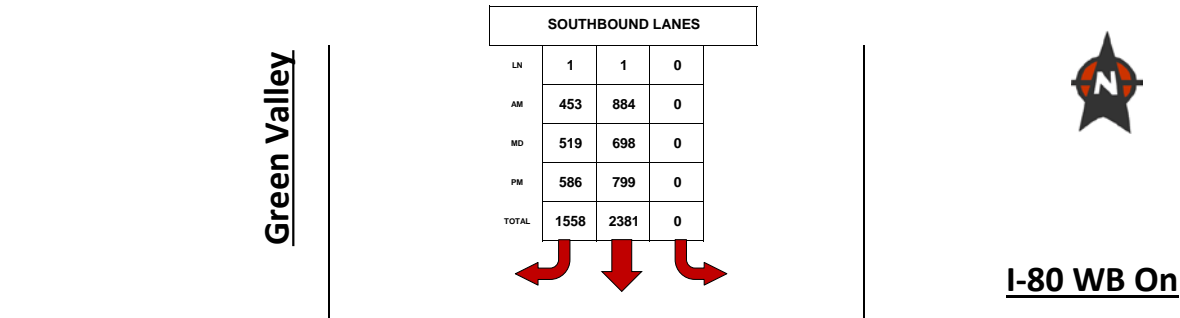 SOUTHBOUND LANES
Green Valley
LN 1 1 0
AM 453 884 0
MD 519 698 0
PM 586 799 0
TOTAL 1558 2381 0
N
I-80 WB On